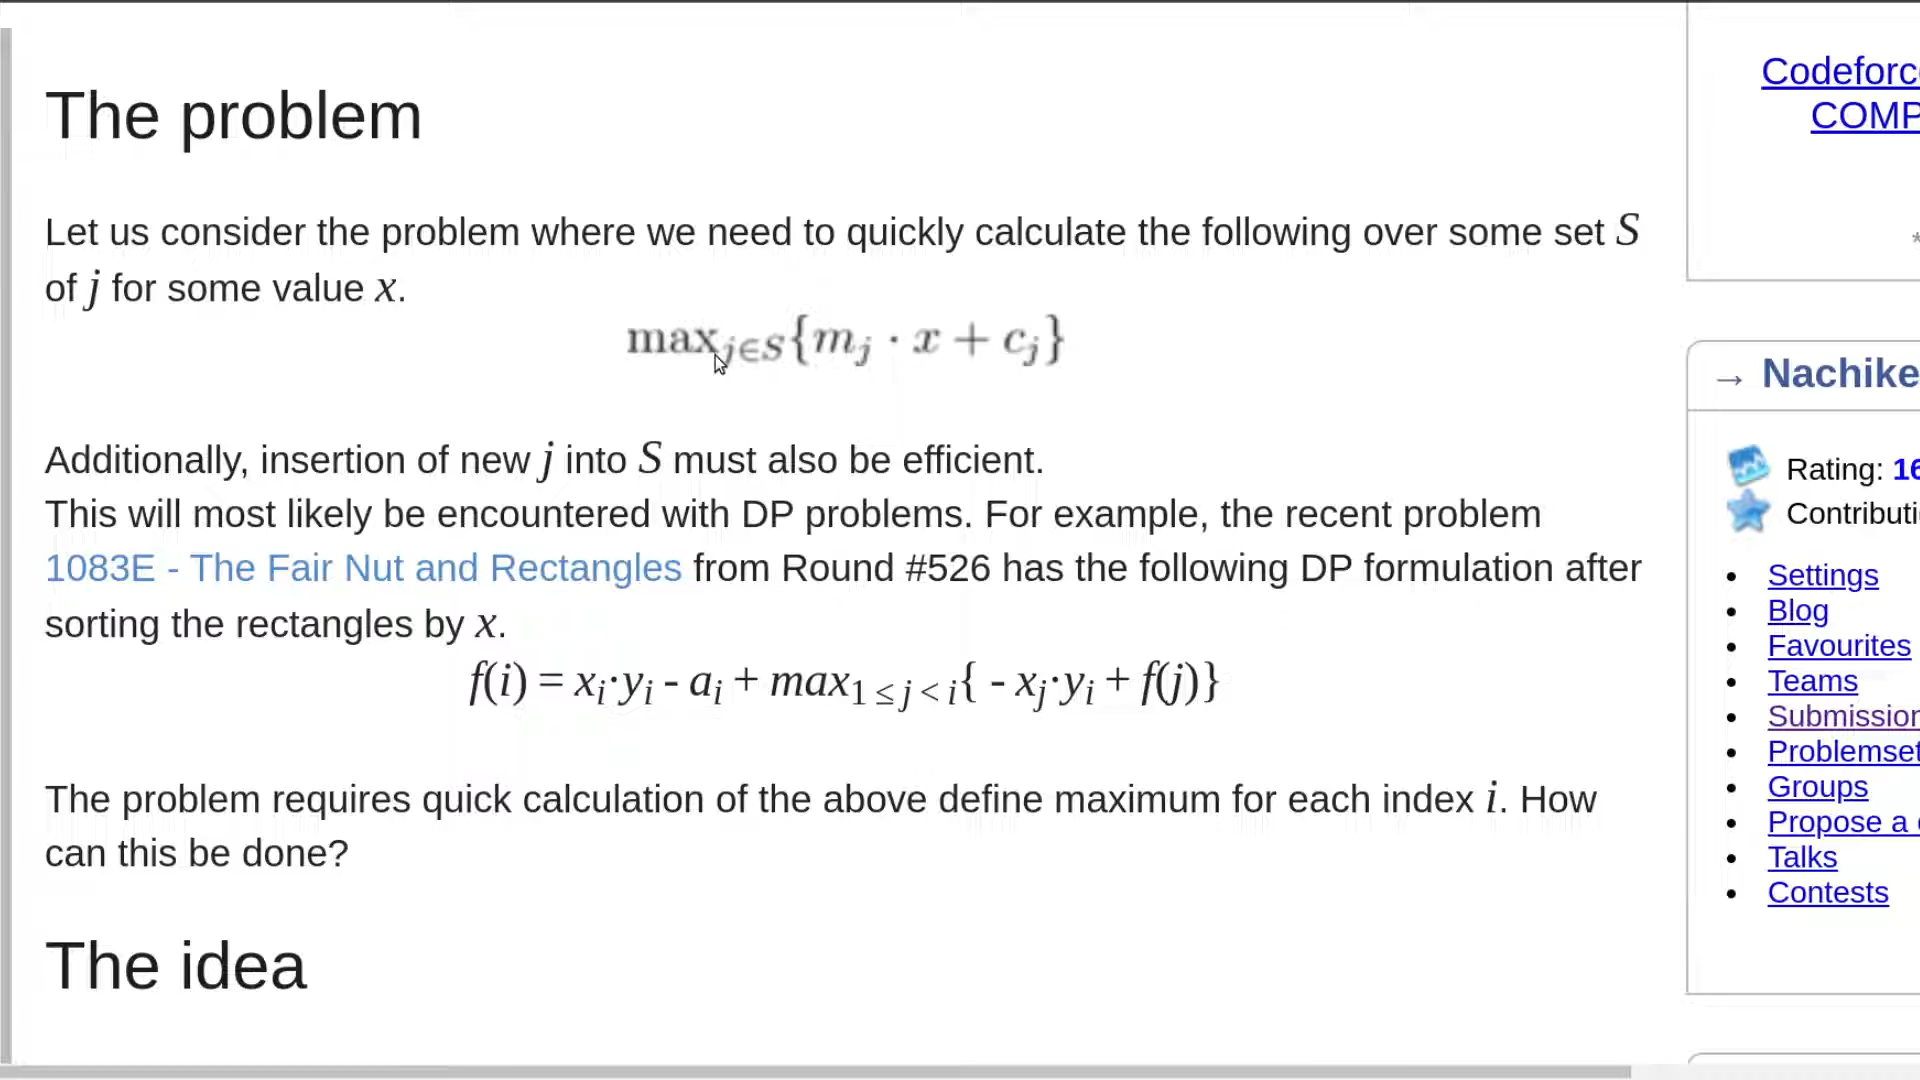 The problem
Let us consider the problem where we need to quickly calculate the following over some set S
of j for some value x.
max_{j∈S}{m_j · x + c_j}
Additionally, insertion of new j into S must also be efficient.
This will most likely be encountered with DP problems. For example, the recent problem
1083E - The Fair Nut and Rectangles from Round #526 has the following DP formulation after
sorting the rectangles by x.
f(i) = x_i·y_i - a_i + max_{1 ≤ j < i}{ - x_j·y_i + f(j)}
The problem requires quick calculation of the above define maximum for each index i. How
can this be done?
The idea
COMP
*
→
Rating: 16
Settings
Blog
Favourites
Teams
Groups
Propose a
Talks
Contests